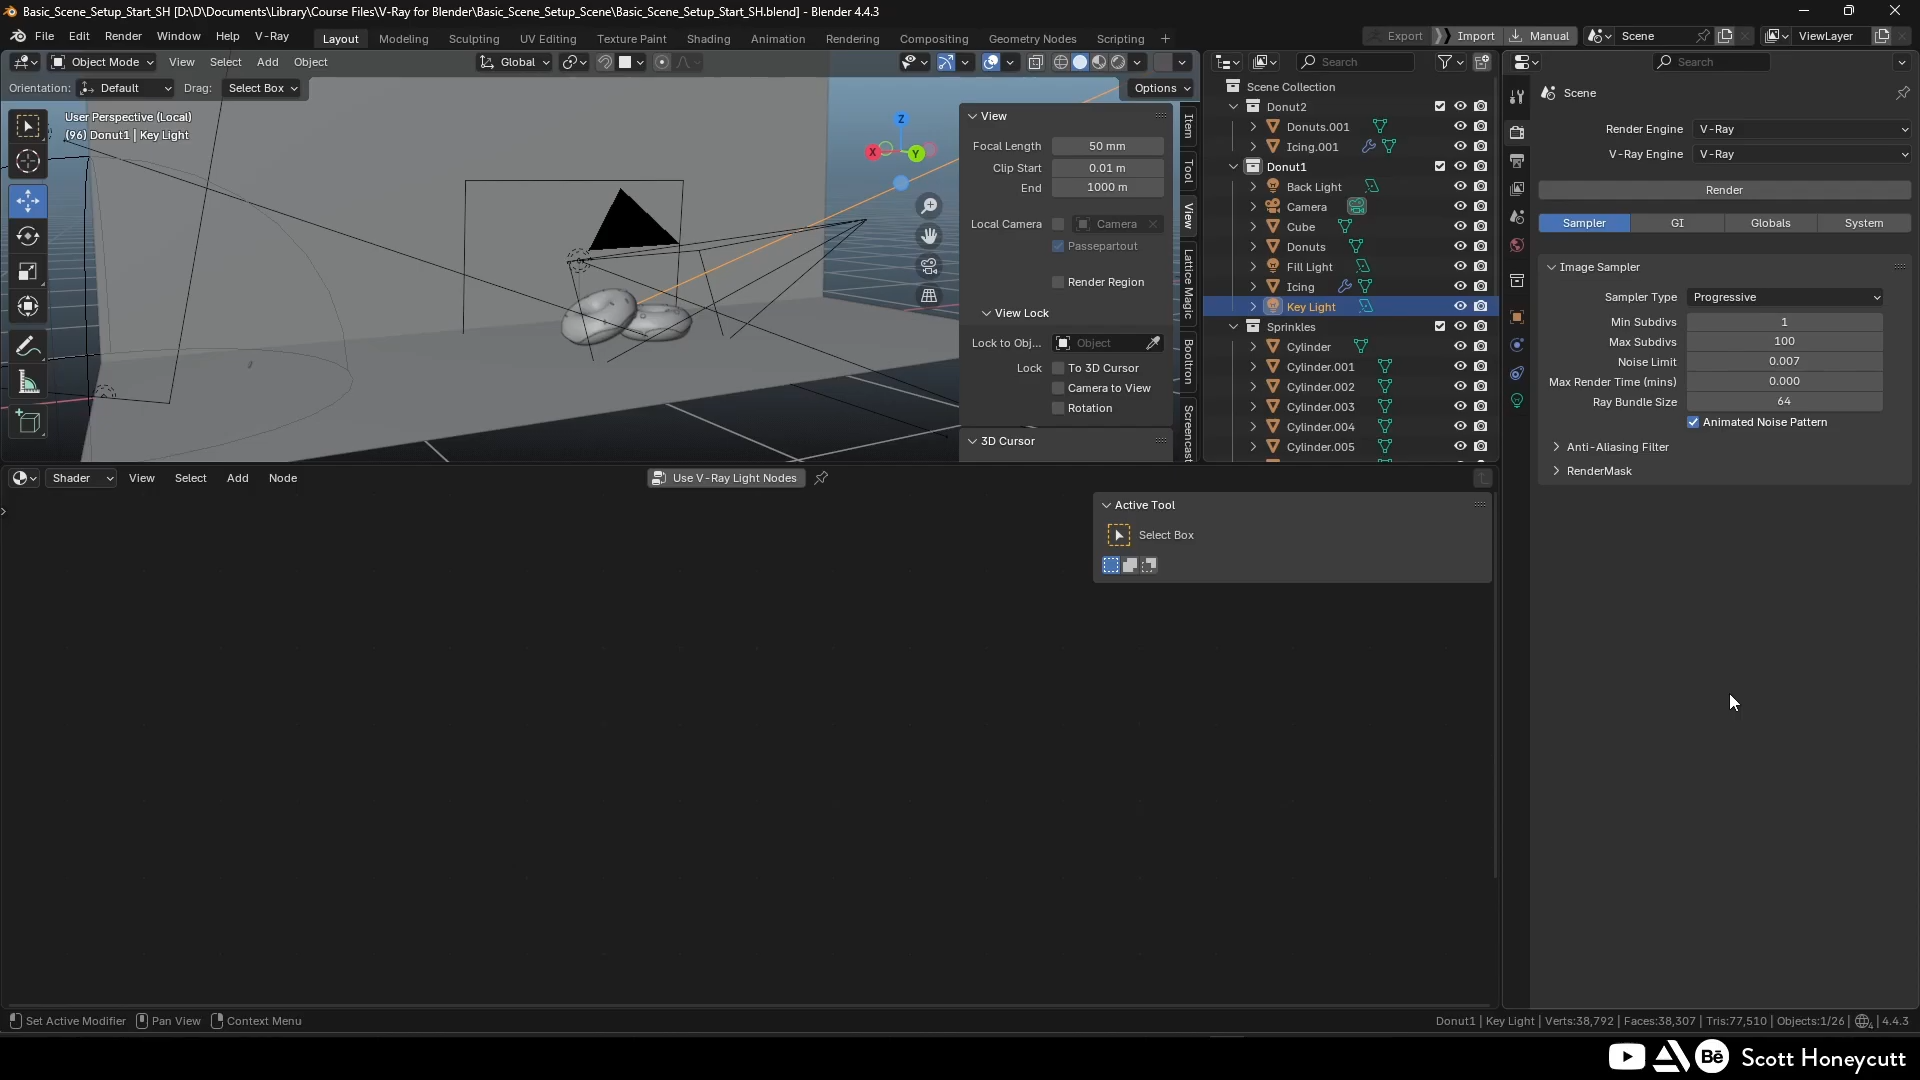 Basic_Scene_Setup_Start_SH [D:\D\Documents\Library\Course Files\V-Ray for Blender\Basic_Scene_Setup_Scene\Basic_Scene_Setup_Start_SH.blend] - Blender 4.4.3
File Edit Render Window Help V-Ray Layout Modeling Sculpting UV Editing Texture Paint Shading Animation Rendering Compositing Geometry Nodes Scripting + Export Import Manual Scene ViewLayer
Object Mode View Select Add Object Global Search Search
Orientation: Default Drag: Select Box Options
User Perspective (Local)
(96) Donut1 | Key Light
Z
X
Y
View
Focal Length 50 mm
Clip Start 0.01 m
End 1000 m
Local Camera Camera
Passepartout
Render Region
View Lock
Lock to Obj... Object
Lock To 3D Cursor
Camera to View
Rotation
3D Cursor
Item
Tool
View
Lattice Magic
Booltron
Screencast
Scene Collection
Donut2
Donuts.001
Icing.001
Donut1
Back Light
Camera
Cube
Donuts
Fill Light
Icing
Key Light
Sprinkles
Cylinder
Cylinder.001
Cylinder.002
Cylinder.003
Cylinder.004
Cylinder.005
Scene
Render Engine V-Ray
V-Ray Engine V-Ray
Render
Sampler GI Globals System
Image Sampler
Sampler Type Progressive
Min Subdivs 1
Max Subdivs 100
Noise Limit 0.007
Max Render Time (mins) 0.000
Ray Bundle Size 64
Animated Noise Pattern
Anti-Aliasing Filter
RenderMask
Shader View Select Add Node Use V-Ray Light Nodes
Active Tool
Select Box
Set Active Modifier Pan View Context Menu Donut1 | Key Light | Verts:38,792 | Faces:38,307 | Tris:77,510 | Objects:1/26 | 4.4.3
Bē Scott Honeycutt